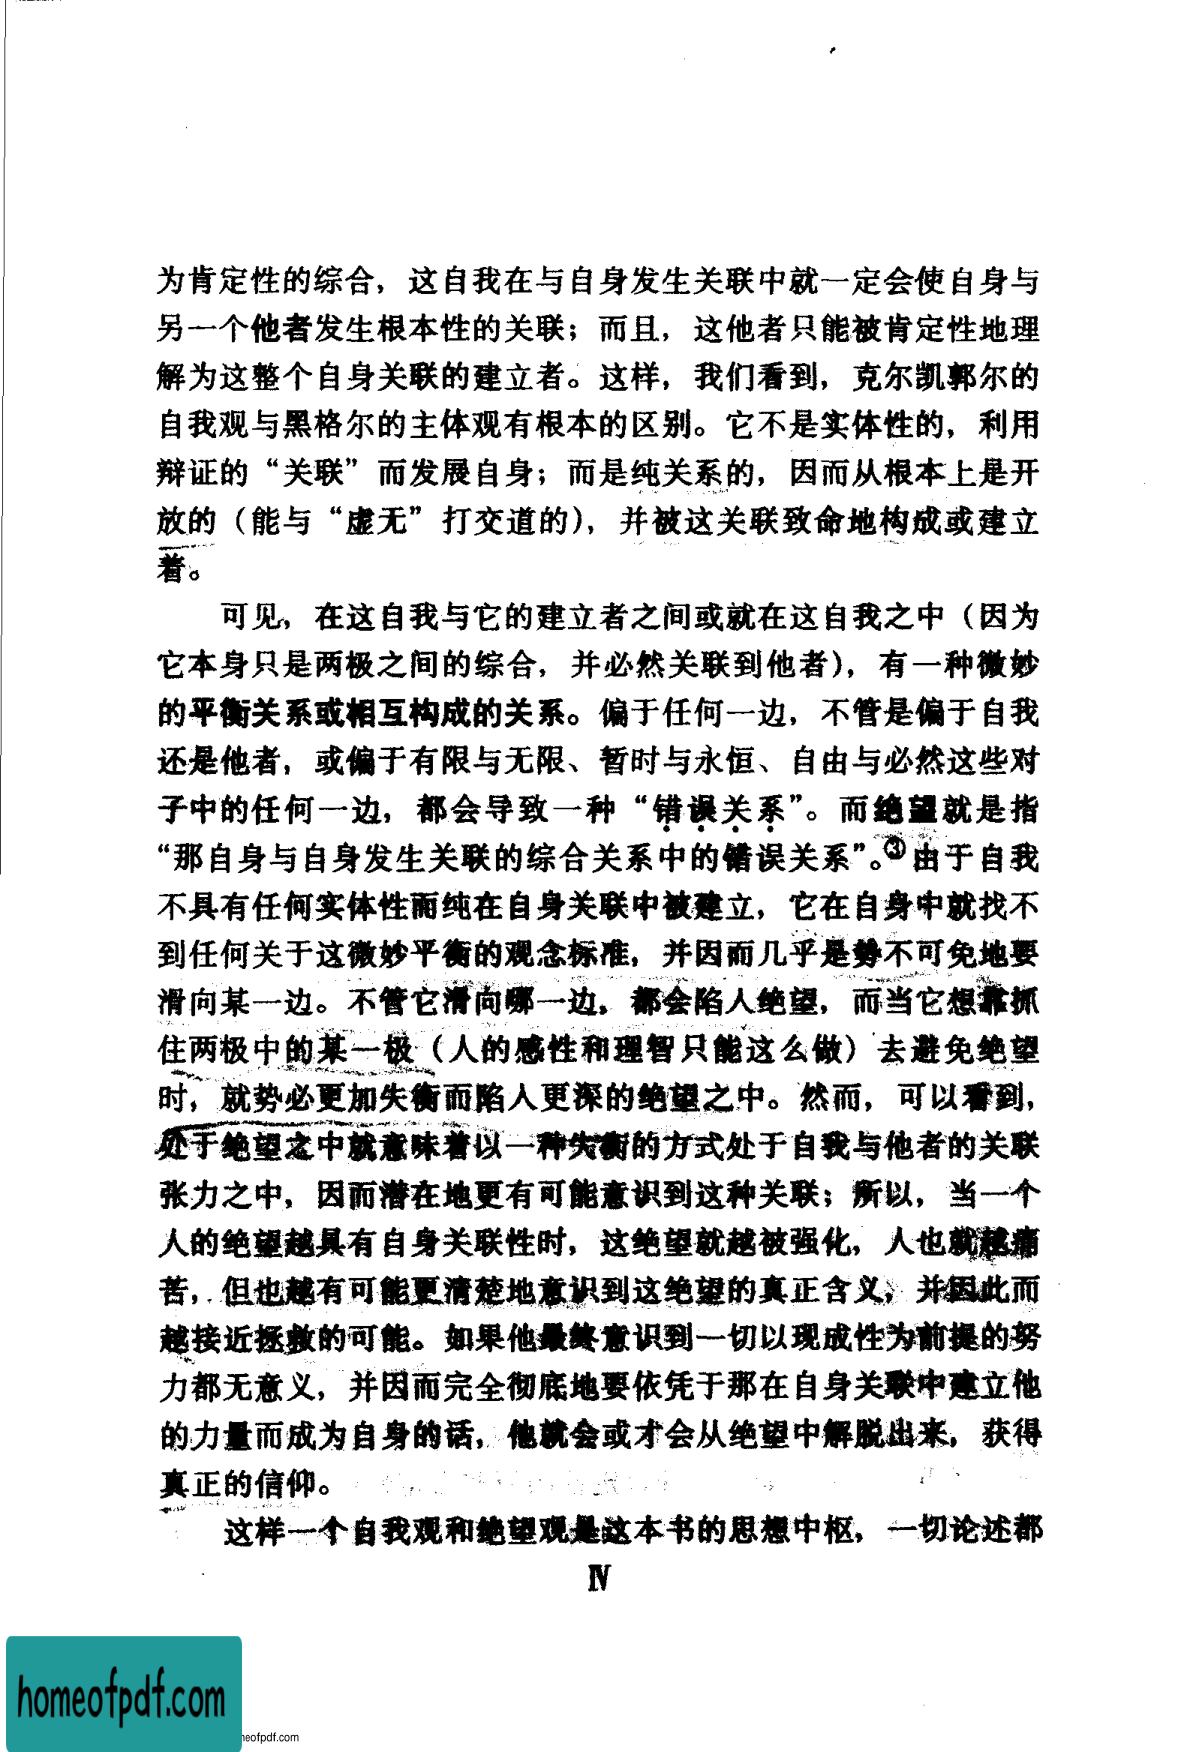 为肯定性的综合，这自我在与自身发生关联中就一定会使自身与
另一个他者发生根本性的关联；而且，这他者只能被肯定性地理
解为这整个自身关联的建立者。这样，我们看到，克尔凯郭尔的
自我观与黑格尔的主体观有根本的区别。它不是实体性的，利用
辩证的“关联”而发展自身；而是纯关系的，因而从根本上是开
放的（能与“虚无”打交道的），并被这关联致命地构成或建立
着。
可见，在这自我与它的建立者之间或就在这自我之中（因为
它本身只是两极之间的综合，并必然关联到他者），有一种微妙
的平衡关系或相互构成的关系。偏于任何一边，不管是偏于自我
还是他者，或偏于有限与无限、暂时与永恒、自由与必然这些对
子中的任何一边，都会导致一种“错误关系”。而绝望就是指
“那自身与自身发生关联的综合关系中的错误关系”。③由于自我
不具有任何实体性而纯在自身关联中被建立，它在自身中就找不
到任何关于这微妙平衡的观念标准，并因而几乎是势不可免地要
滑向某一边。不管它滑向哪一边，都会陷人绝望，而当它想靠抓
住两极中的某一极（人的感性和理智只能这么做）去避免绝望
时，就势必更加失衡而陷人更深的绝望之中。然而，可以看到，
处于绝望之中就意味着以一种失衡的方式处于自我与他者的关联
张力之中，因而潜在地更有可能意识到这种关联；所以，当一个
人的绝望越具有自身关联性时，这绝望就越被强化，人也就越痛
苦，但也越有可能更清楚地意识到这绝望的真正含义，并因此而
越接近拯救的可能。如果他最终意识到一切以现成性为前提的努
力都无意义，并因而完全彻底地要依凭于那在自身关联中建立他
的力量而成为自身的话，他就会或才会从绝望中解脱出来，获得
真正的信仰。
这样一个自我观和绝望观是这本书的思想中枢，一切论述都
Ⅳ
homeofpdf.com
neofpdf.com